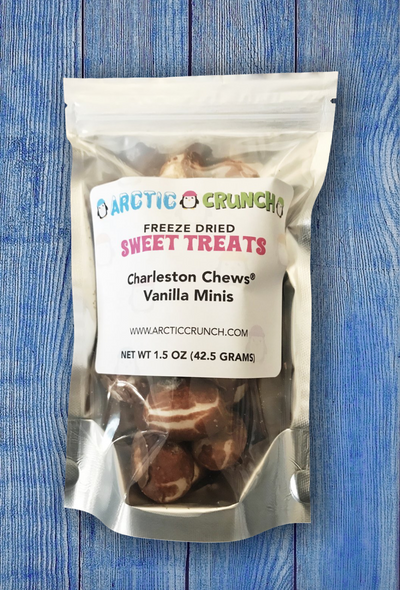 ARCTIC CRUNCH
FREEZE DRIED
SWEET TREATS
Charleston Chews®
Vanilla Minis
WWW.ARCTICCRUNCH.COM
NET WT 1.5 OZ (42.5 GRAMS)